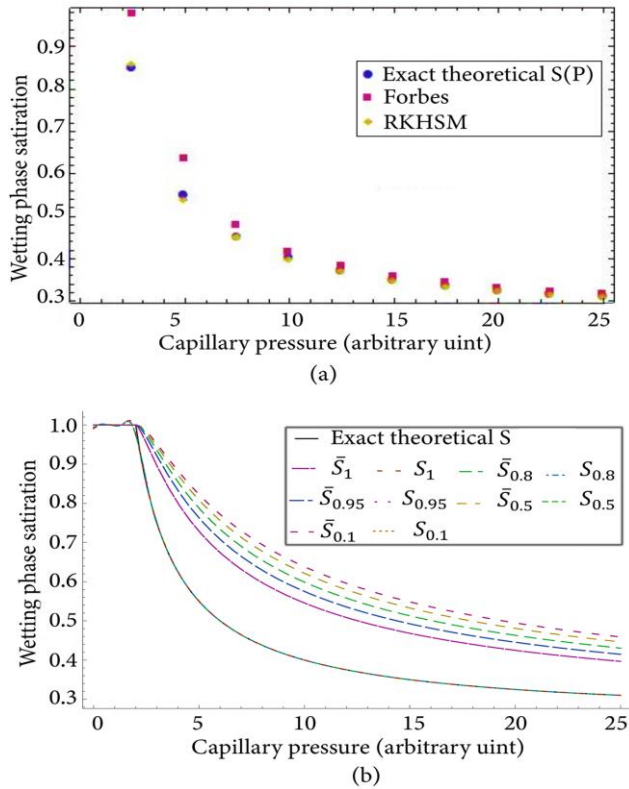 0.9
0.8
0.7
0.6
0.5
0.4
0.3
Wetting phase satiration
Exact theoretical S(P)
Forbes
RKHSM
0 5 10 15 20 25
Capillary pressure (arbitrary uint)
(a)
1.0
0.9
0.8
0.7
0.6
0.5
0.4
0.3
Wetting phase satiration
Exact theoretical S
S̄₁ S₁ S̄₀.₈ S₀.₈
S̄₀.₉₅ S₀.₉₅ S̄₀.₅ S₀.₅
S̄₀.₁ S₀.₁
0 5 10 15 20 25
Capillary pressure (arbitrary uint)
(b)